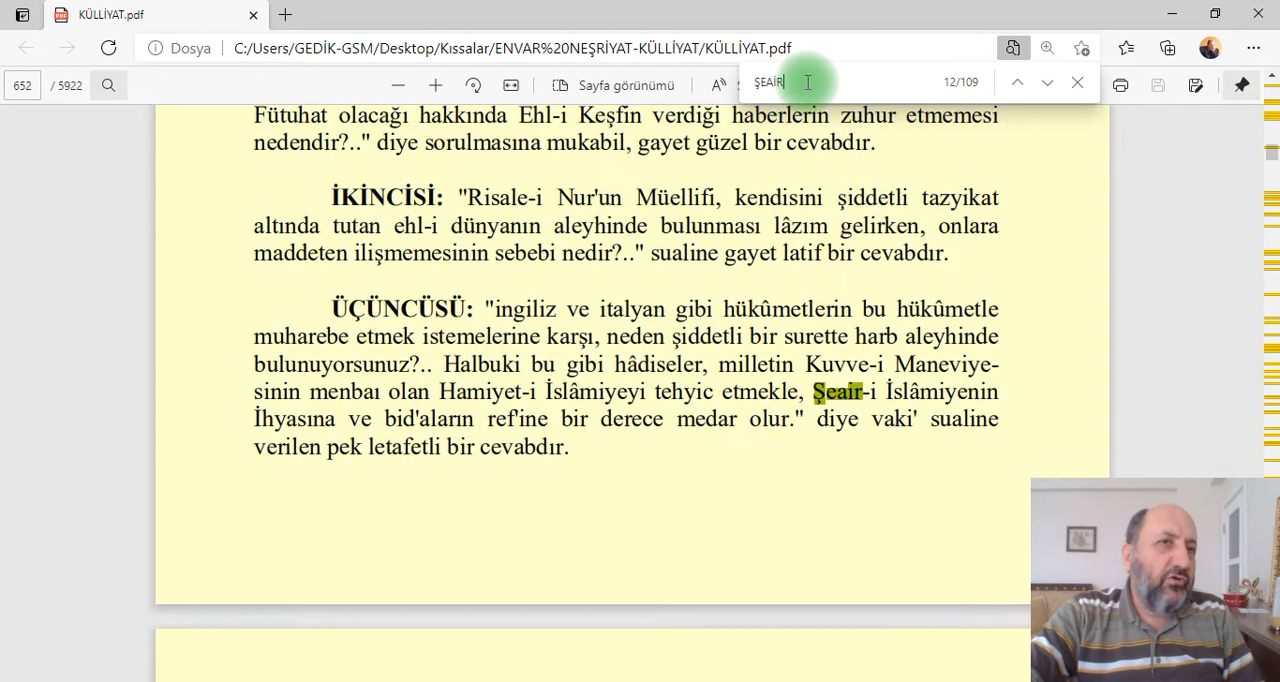 KÜLLİYAT.pdf
Dosya
C:/Users/GEDİK-GSM/Desktop/Kıssalar/ENVAR%20NEŞRİYAT-KÜLLİYAT/KÜLLİYAT.pdf
652 / 5922
Sayfa görünümü
ŞEAİR
12/109
Fütuhat olacağı hakkında Ehl-i Keşfin verdiği haberlerin zuhur etmemesi
nedendir?.." diye sorulmasına mukabil, gayet güzel bir cevabdır.
İKİNCİSİ: "Risale-i Nur'un Müellifi, kendisini şiddetli tazyikat
altında tutan ehl-i dünyanın aleyhinde bulunması lâzım gelirken, onlara
maddeten ilişmemesinin sebebi nedir?.." sualine gayet latif bir cevabdır.
ÜÇÜNCÜSÜ: "ingiliz ve italyan gibi hükûmetlerin bu hükûmetle
muharebe etmek istemelerine karşı, neden şiddetli bir surette harb aleyhinde
bulunuyorsunuz?.. Halbuki bu gibi hâdiseler, milletin Kuvve-i Maneviye-
sinin menbaı olan Hamiyet-i İslâmiyeyi tehyic etmekle, Şeair-i İslâmiyenin
İhyasına ve bid'aların ref'ine bir derece medar olur." diye vaki' sualine
verilen pek letafetli bir cevabdır.